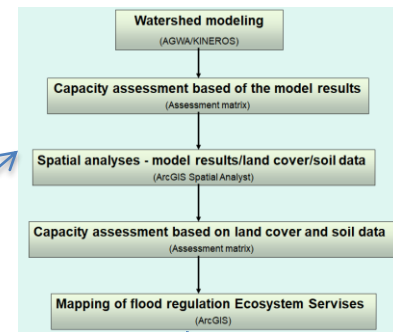 Watershed modeling
(AGWA/KINEROS)
Capacity assessment based of the model results
(Assessment matrix)
Spatial analyses - model results/land cover/soil data
(ArcGIS Spatial Analyst)
Capacity assessment based on land cover and soil data
(Assessment matrix)
Mapping of flood regulation Ecosystem Servises
(ArcGIS)